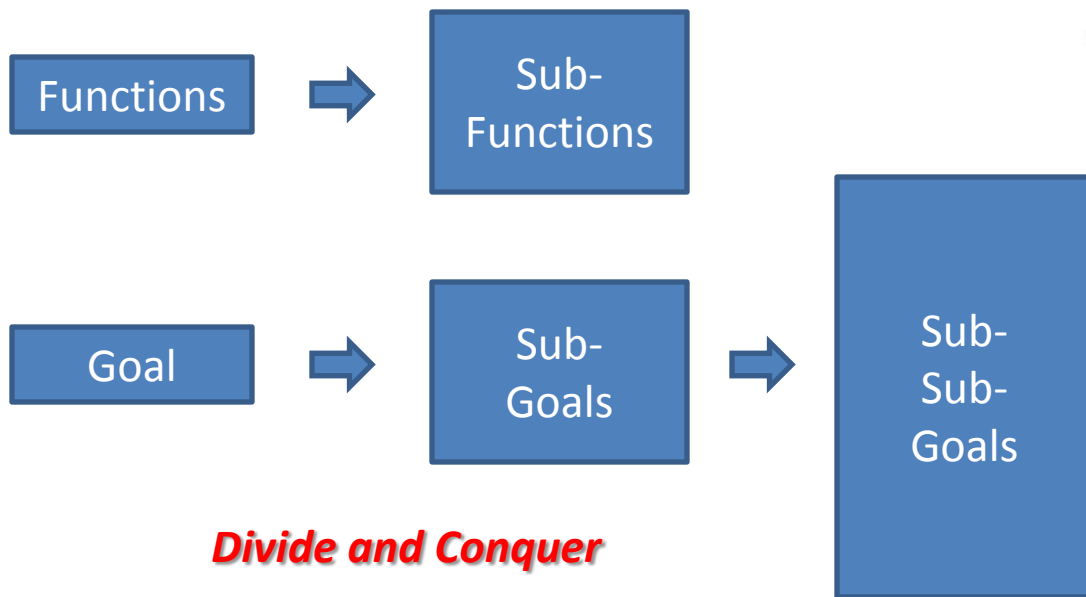 Functions
Sub-
Functions
Goal
Sub-
Goals
Sub-
Sub-
Goals
Divide and Conquer